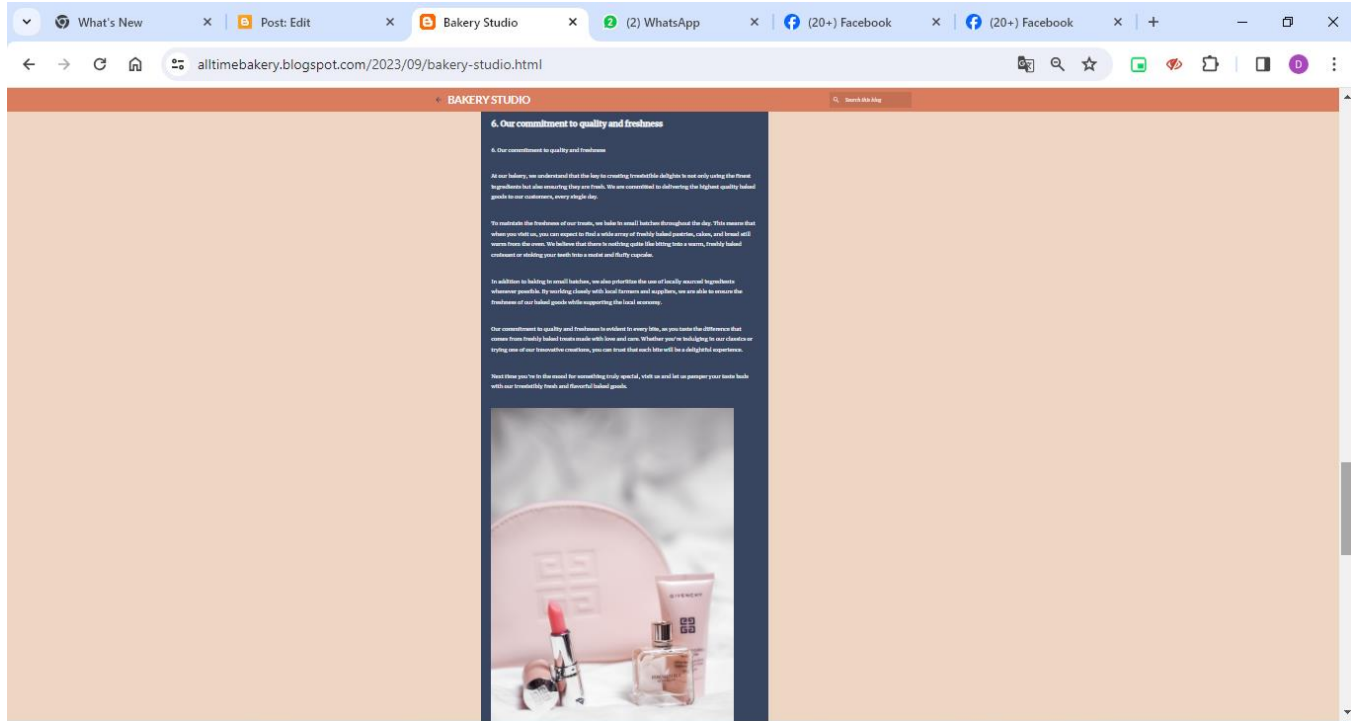 What's New
Post: Edit
Bakery Studio
2
(2) WhatsApp
(20+) Facebook
(20+) Facebook
alltimebakery.blogspot.com/2023/09/bakery-studio.html
D
BAKERY STUDIO
Search this blog
6. Our commitment to quality and freshness
6. Our commitment to quality and freshness
At our bakery, we understand that the key to creating irresistible delights is not only using the finest
ingredients but also ensuring they are fresh. We are committed to delivering the highest quality baked
goods to our customers, every single day.
To maintain the freshness of our treats, we bake in small batches throughout the day. This means that
when you visit us, you can expect to find a wide array of freshly baked pastries, cakes, and bread still
warm from the oven. We believe that there is nothing quite like biting into a warm, freshly baked
croissant or sinking your teeth into a moist and fluffy cupcake.
In addition to baking in small batches, we also prioritize the use of locally sourced ingredients
whenever possible. By working closely with local farmers and suppliers, we are able to ensure the
freshness of our baked goods while supporting the local economy.
Our commitment to quality and freshness is evident in every bite, as you taste the difference that
comes from freshly baked treats made with love and care. Whether you're indulging in our classics or
trying one of our innovative creations, you can trust that each bite will be a delightful experience.
Next time you're in the mood for something truly special, visit us and let us pamper your taste buds
with our irresistibly fresh and flavorful baked goods.
GIVENCHY